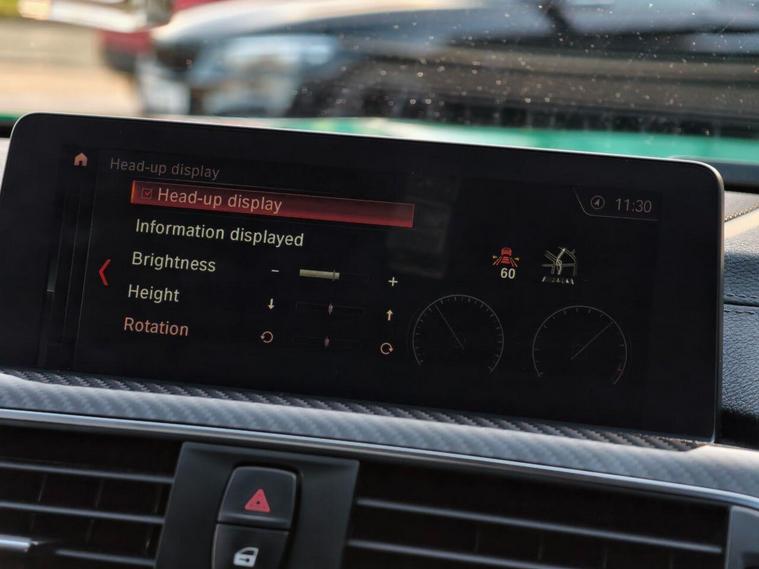 Head-up display
Head-up display
11:30
Information displayed
Brightness
- +
60
Height
Rotation